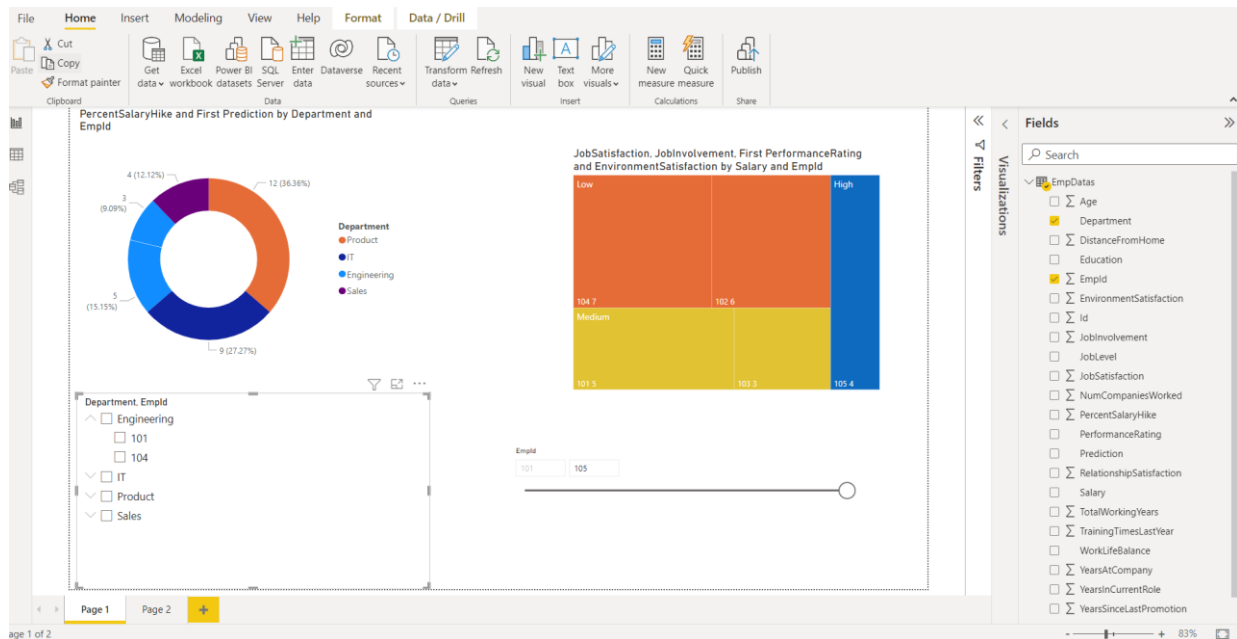 File Home Insert Modeling View Help Format Data / Drill
Paste
Cut
Copy
Format painter
Clipboard
Get data
Excel workbook
Power BI datasets
SQL Server
Enter data
Dataverse
Recent sources
Data
Transform data
Refresh
Queries
New visual
Text box
More visuals
Insert
New measure
Quick measure
Calculations
Publish
Share
PercentSalaryHike and First Prediction by Department and
EmpId
4 (12.12%)
3
(9.09%)
5
(15.15%)
12 (36.36%)
9 (27.27%)
Department
Product
IT
Engineering
Sales
JobSatisfaction, JobInvolvement, First PerformanceRating
and EnvironmentSatisfaction by Salary and EmpId
Low
High
104 7
102 6
Medium
101 5
103 3
105 4
Department, EmpId
Engineering
101
104
IT
Product
Sales
EmpId
101 105
Filters
Visualizations
Fields
Search
EmpDatas
Age
Department
DistanceFromHome
Education
EmpId
EnvironmentSatisfaction
Id
JobInvolvement
JobLevel
JobSatisfaction
NumCompaniesWorked
PercentSalaryHike
PerformanceRating
Prediction
RelationshipSatisfaction
Salary
TotalWorkingYears
TrainingTimesLastYear
WorkLifeBalance
YearsAtCompany
YearsInCurrentRole
YearsSinceLastPromotion
Page 1 Page 2 +
age 1 of 2
- + 83%